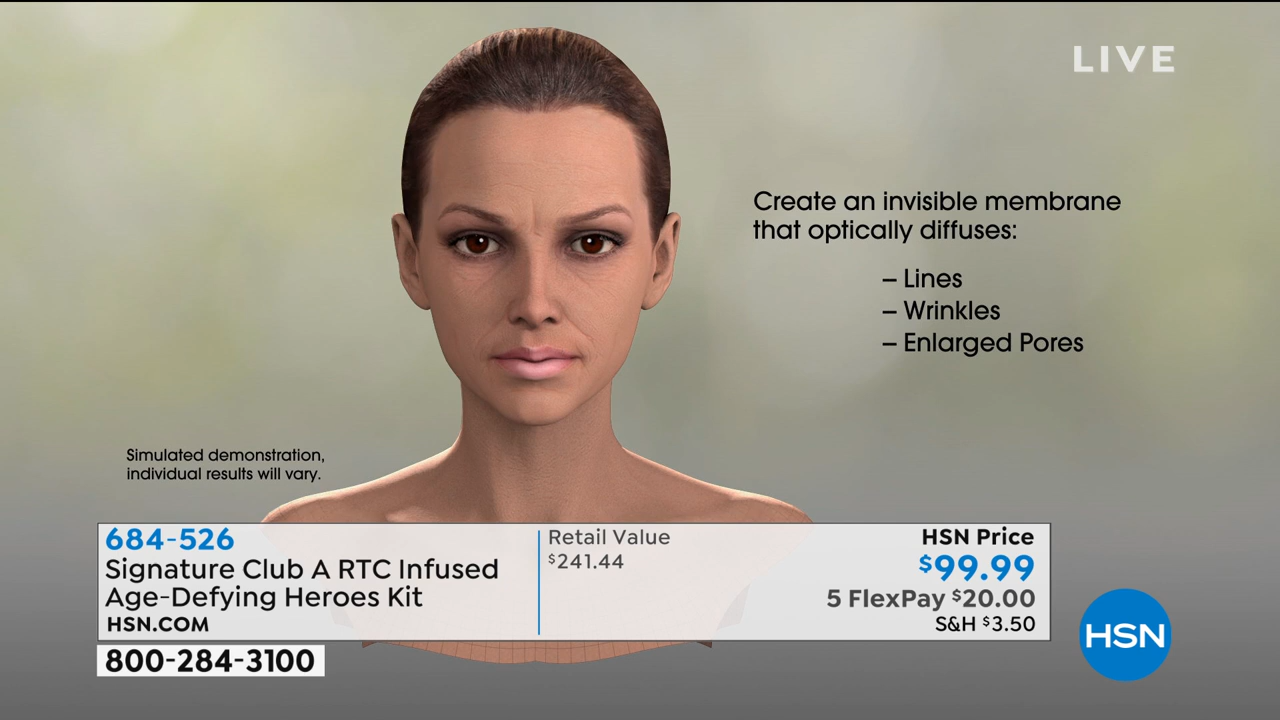 LIVE
Create an invisible membrane
that optically diffuses:
– Lines
– Wrinkles
– Enlarged Pores
Simulated demonstration,
individual results will vary.
684-526
Signature Club A RTC Infused
Age-Defying Heroes Kit
HSN.COM
Retail Value
$241.44
HSN Price
$99.99
5 FlexPay $20.00
S&H $3.50
800-284-3100
HSN